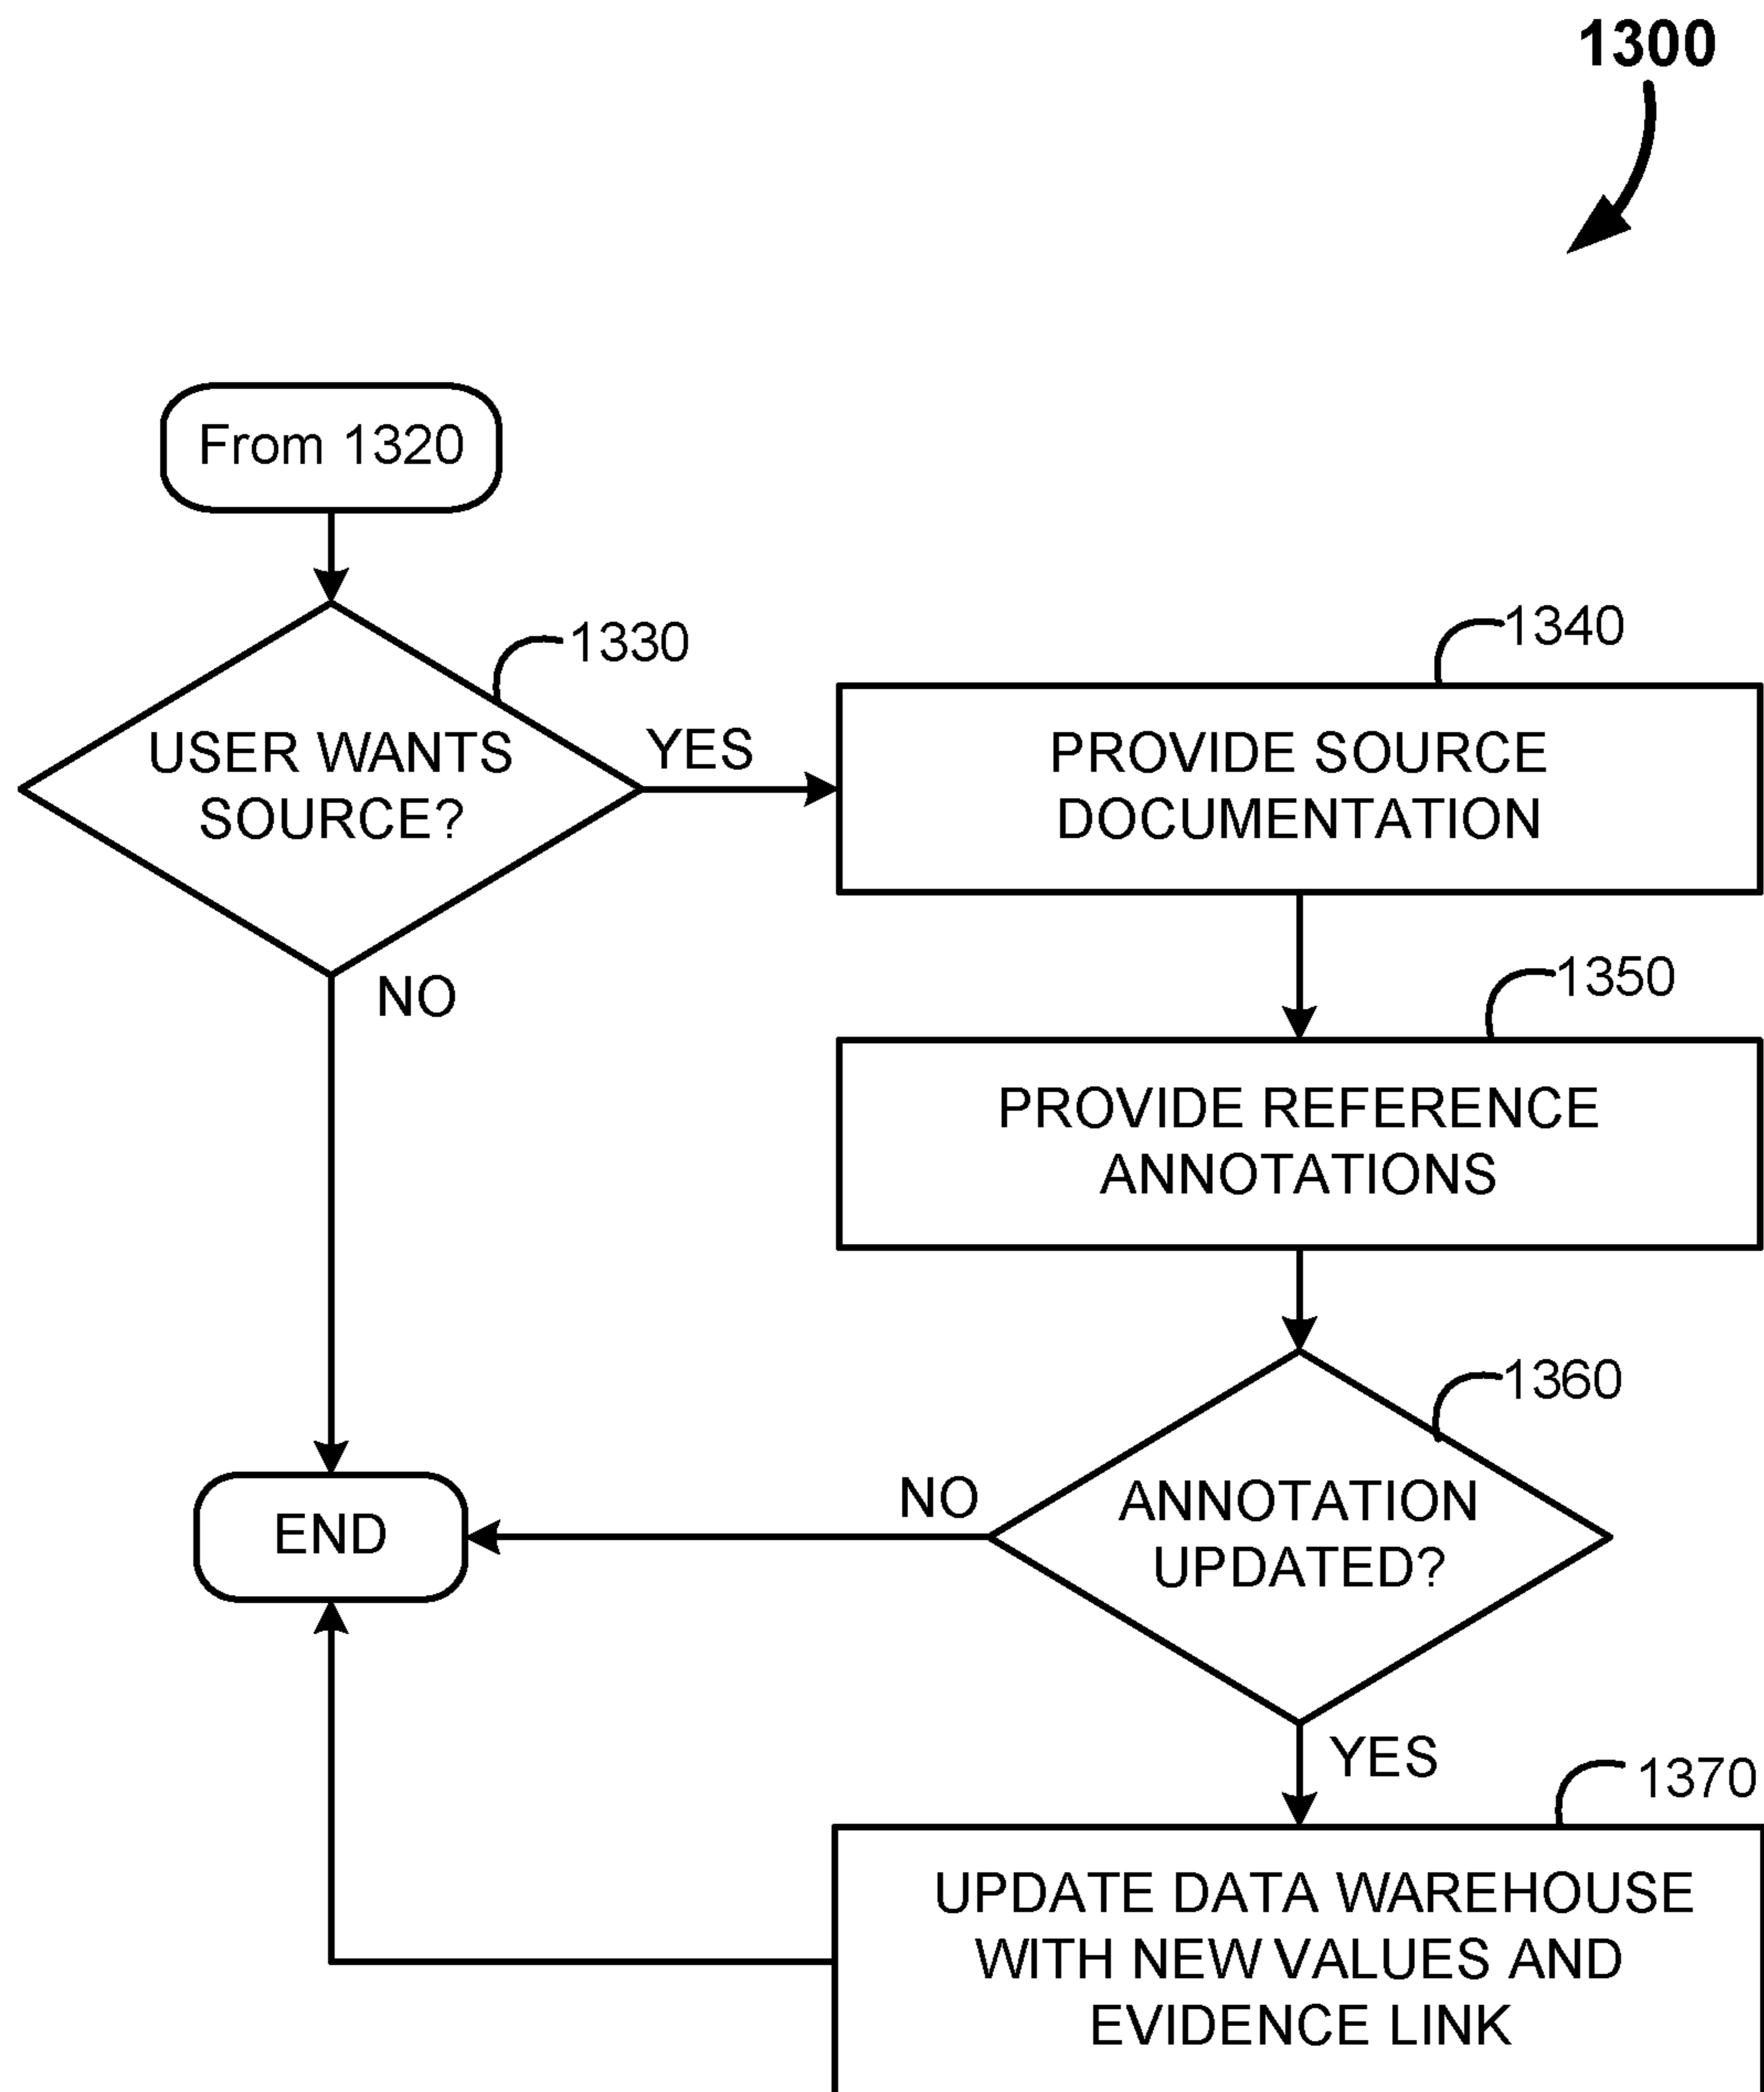 1300
From 1320
1330
USER WANTS
SOURCE?
YES
NO
1340
PROVIDE SOURCE
DOCUMENTATION
1350
PROVIDE REFERENCE
ANNOTATIONS
1360
ANNOTATION
UPDATED?
NO
END
YES
1370
UPDATE DATA WAREHOUSE
WITH NEW VALUES AND
EVIDENCE LINK